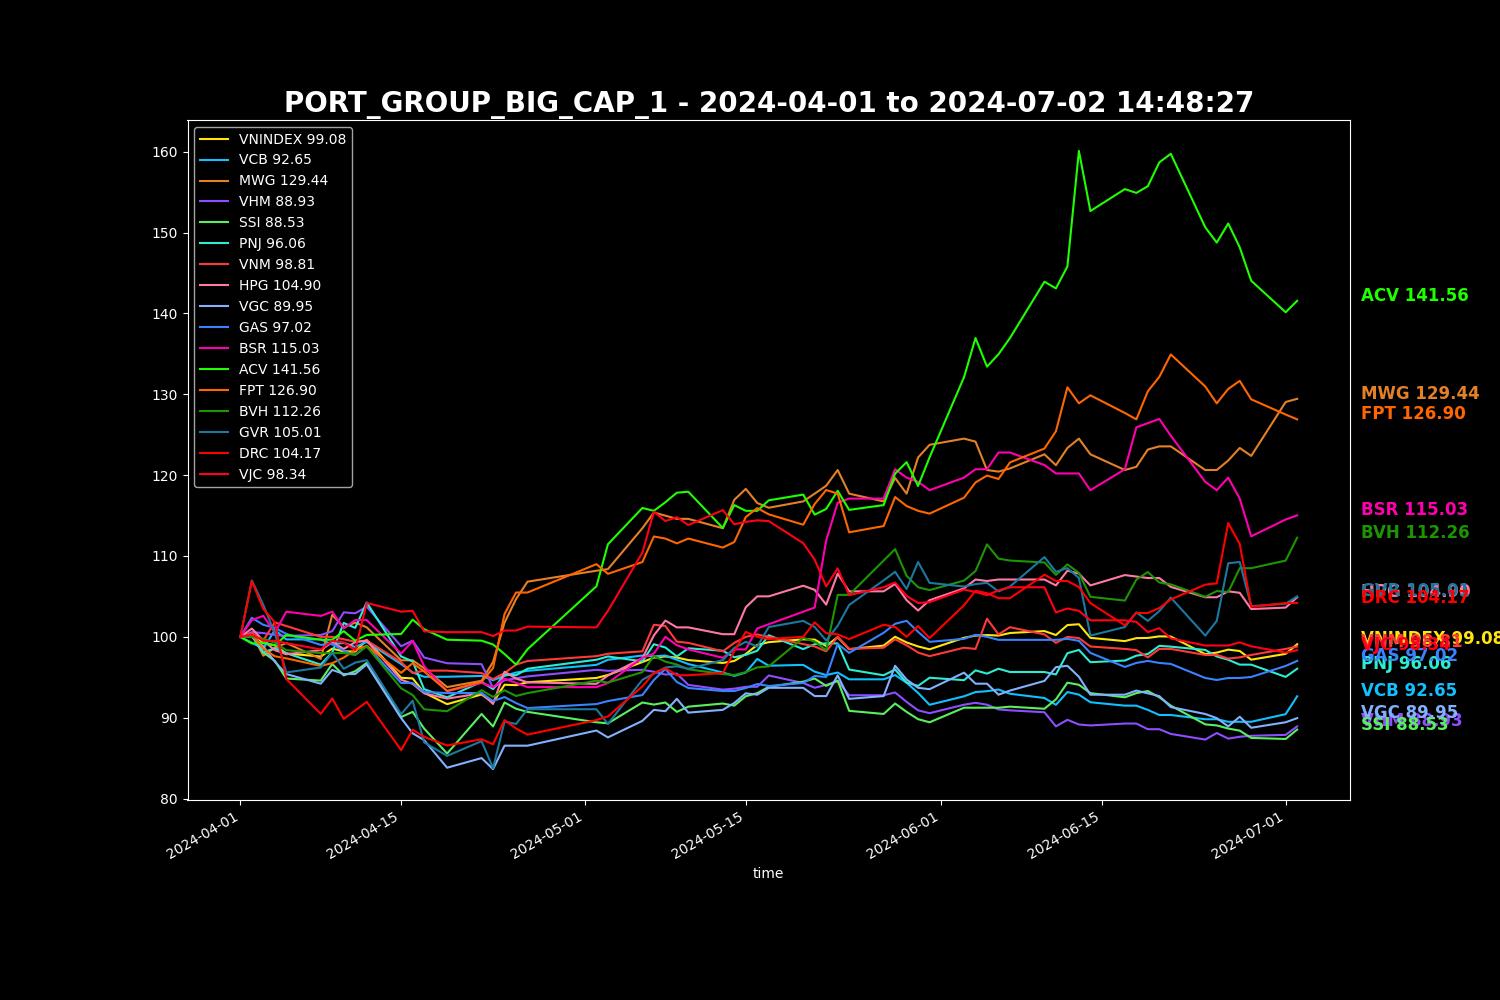 PORT_GROUP_BIG_CAP_1 - 2024-04-01 to 2024-07-02 14:48:27
VNINDEX 99.08
VCB 92.65
MWG 129.44
VHM 88.93
SSI 88.53
PNJ 96.06
VNM 98.81
HPG 104.90
VGC 89.95
GAS 97.02
BSR 115.03
ACV 141.56
FPT 126.90
BVH 112.26
GVR 105.01
DRC 104.17
VJC 98.34
160
150
140
130
120
110
100
90
80
ACV 141.56
MWG 129.44
FPT 126.90
BSR 115.03
BVH 112.26
DRC 104.17
VNINDEX 99.08
GAS 97.02
PNJ 96.06
VCB 92.65
VGC 89.95
SSI 88.53
2024-04-01
2024-04-15
2024-05-01
2024-05-15
2024-06-01
2024-06-15
2024-07-01
time